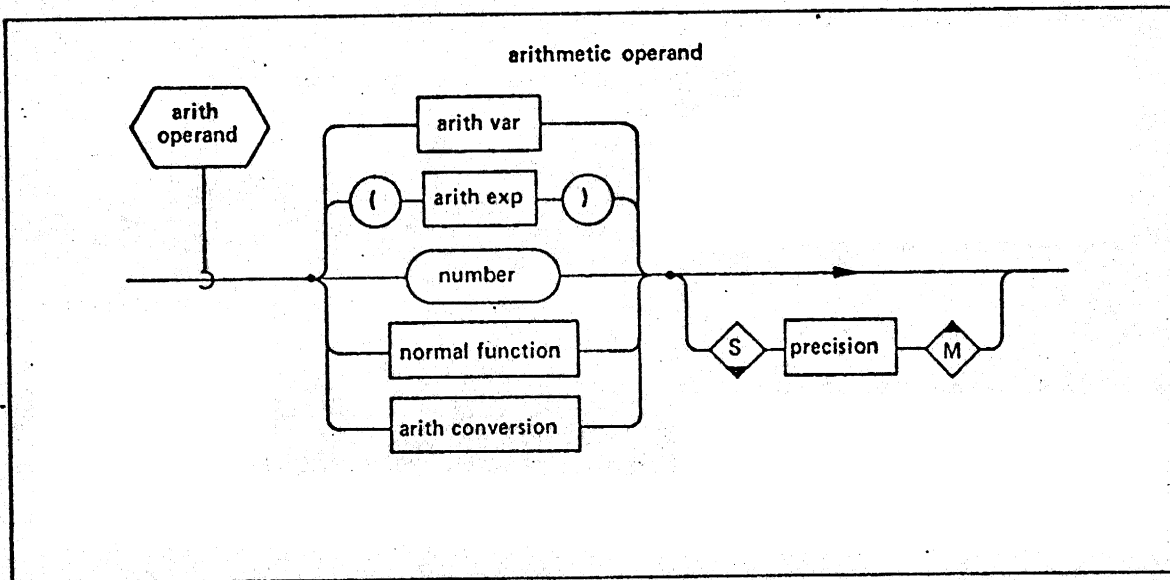 arithmetic operand
arith
operand
arith var
( arith exp )
number
normal function
S precision M
arith conversion